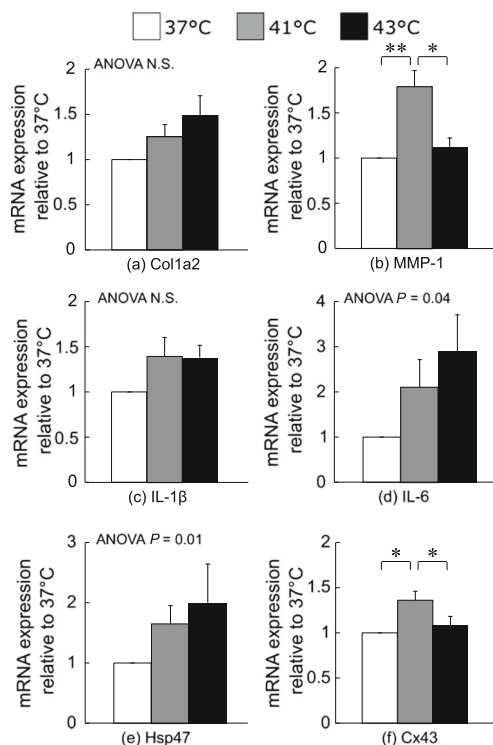 37°C 41°C 43°C
ANOVA N.S.
mRNA expression
relative to 37°C
2
1.5
1
0.5
0
(a) Col1a2
** *
mRNA expression
relative to 37°C
2
1.5
1
0.5
0
(b) MMP-1
ANOVA N.S.
mRNA expression
relative to 37°C
2
1.5
1
0.5
0
(c) IL-1β
ANOVA P = 0.04
mRNA expression
relative to 37°C
4
3
2
1
0
(d) IL-6
ANOVA P = 0.01
mRNA expression
relative to 37°C
3
2
1
0
(e) Hsp47
* *
mRNA expression
relative to 37°C
2
1.5
1
0.5
0
(f) Cx43